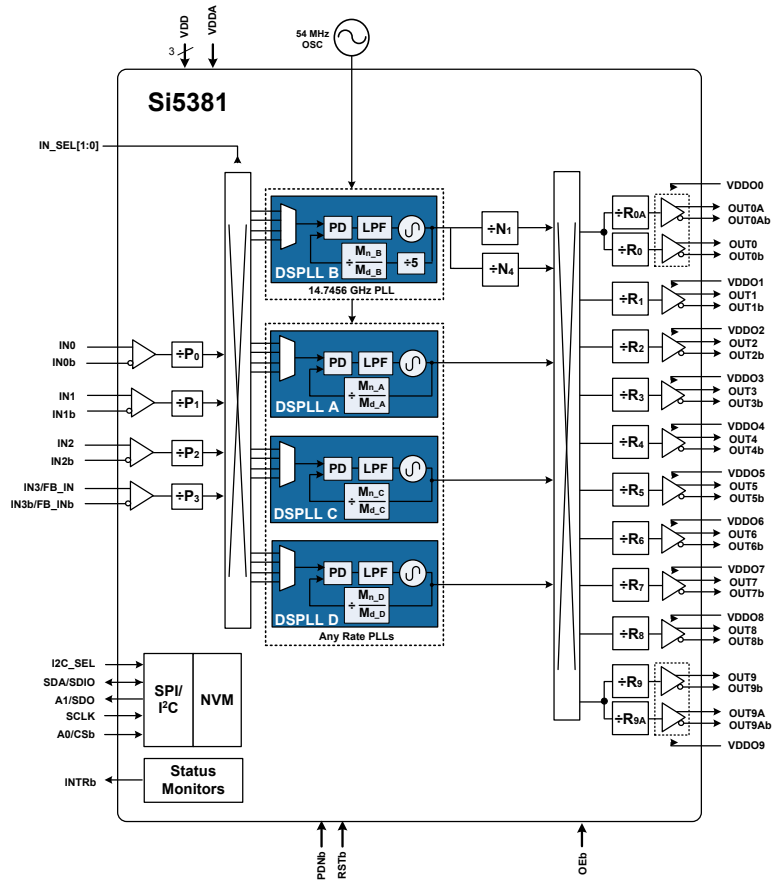 3
VDD
VDDA
54 MHz
OSC
Si5381
IN_SEL[1:0]
PD
LPF
÷ Mn_B
Md_B
÷5
DSPLL B
14.7456 GHz PLL
÷N1
÷N4
IN0
IN0b
÷P0
IN1
IN1b
÷P1
IN2
IN2b
÷P2
IN3/FB_IN
IN3b/FB_INb
÷P3
PD
LPF
÷ Mn_A
Md_A
DSPLL A
PD
LPF
÷ Mn_C
Md_C
DSPLL C
PD
LPF
÷ Mn_D
Md_D
DSPLL D
Any Rate PLLs
÷R0A
÷R0
÷R1
÷R2
÷R3
÷R4
÷R5
÷R6
÷R7
÷R8
÷R9
÷R9A
VDDO0
OUT0A
OUT0Ab
OUT0
OUT0b
VDDO1
OUT1
OUT1b
VDDO2
OUT2
OUT2b
VDDO3
OUT3
OUT3b
VDDO4
OUT4
OUT4b
VDDO5
OUT5
OUT5b
VDDO6
OUT6
OUT6b
VDDO7
OUT7
OUT7b
VDDO8
OUT8
OUT8b
OUT9
OUT9b
OUT9A
OUT9Ab
VDDO9
I2C_SEL
SDA/SDIO
A1/SDO
SCLK
A0/CSb
SPI/
I²C
NVM
INTRb
Status
Monitors
PDNb
RSTb
OEb